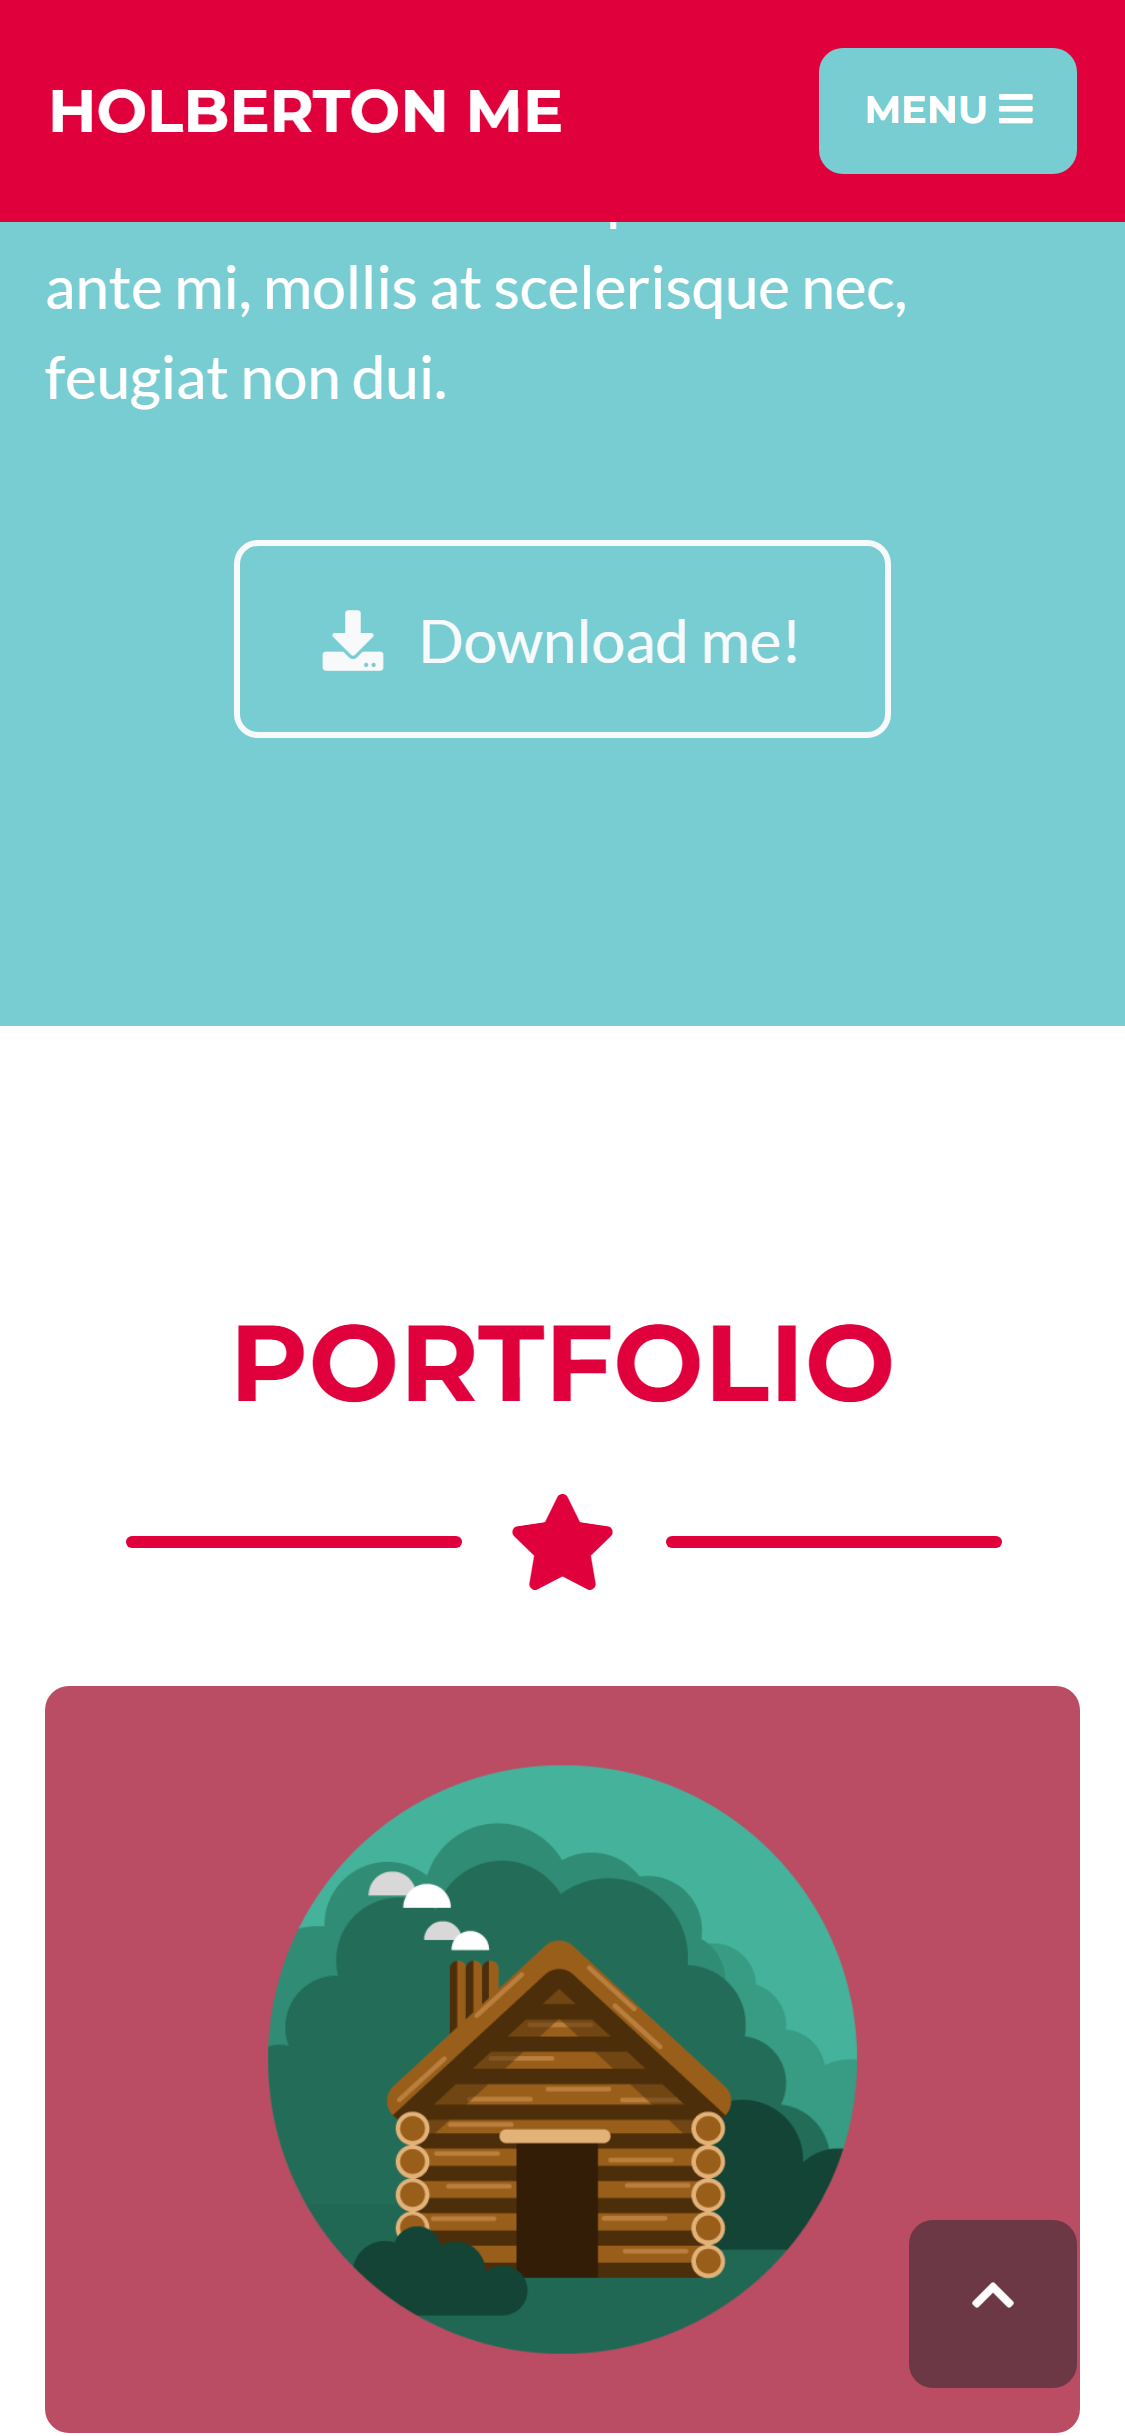 HOLBERTON ME
MENU
ante mi, mollis at scelerisque nec,
feugiat non dui.
Download me!
PORTFOLIO